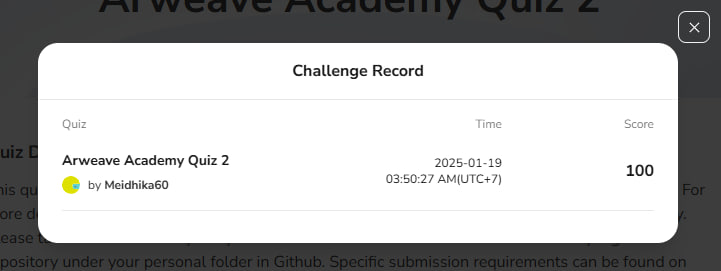 Arweave Academy Quiz 2
Challenge Record
Quiz Time Score
Arweave Academy Quiz 2
by Meidhika60
2025-01-19
03:50:27 AM(UTC+7)
100
uiz D
his qu
For
ore de
y.
ease t
pository under your personal folder in Github. Specific submission requirements can be found on